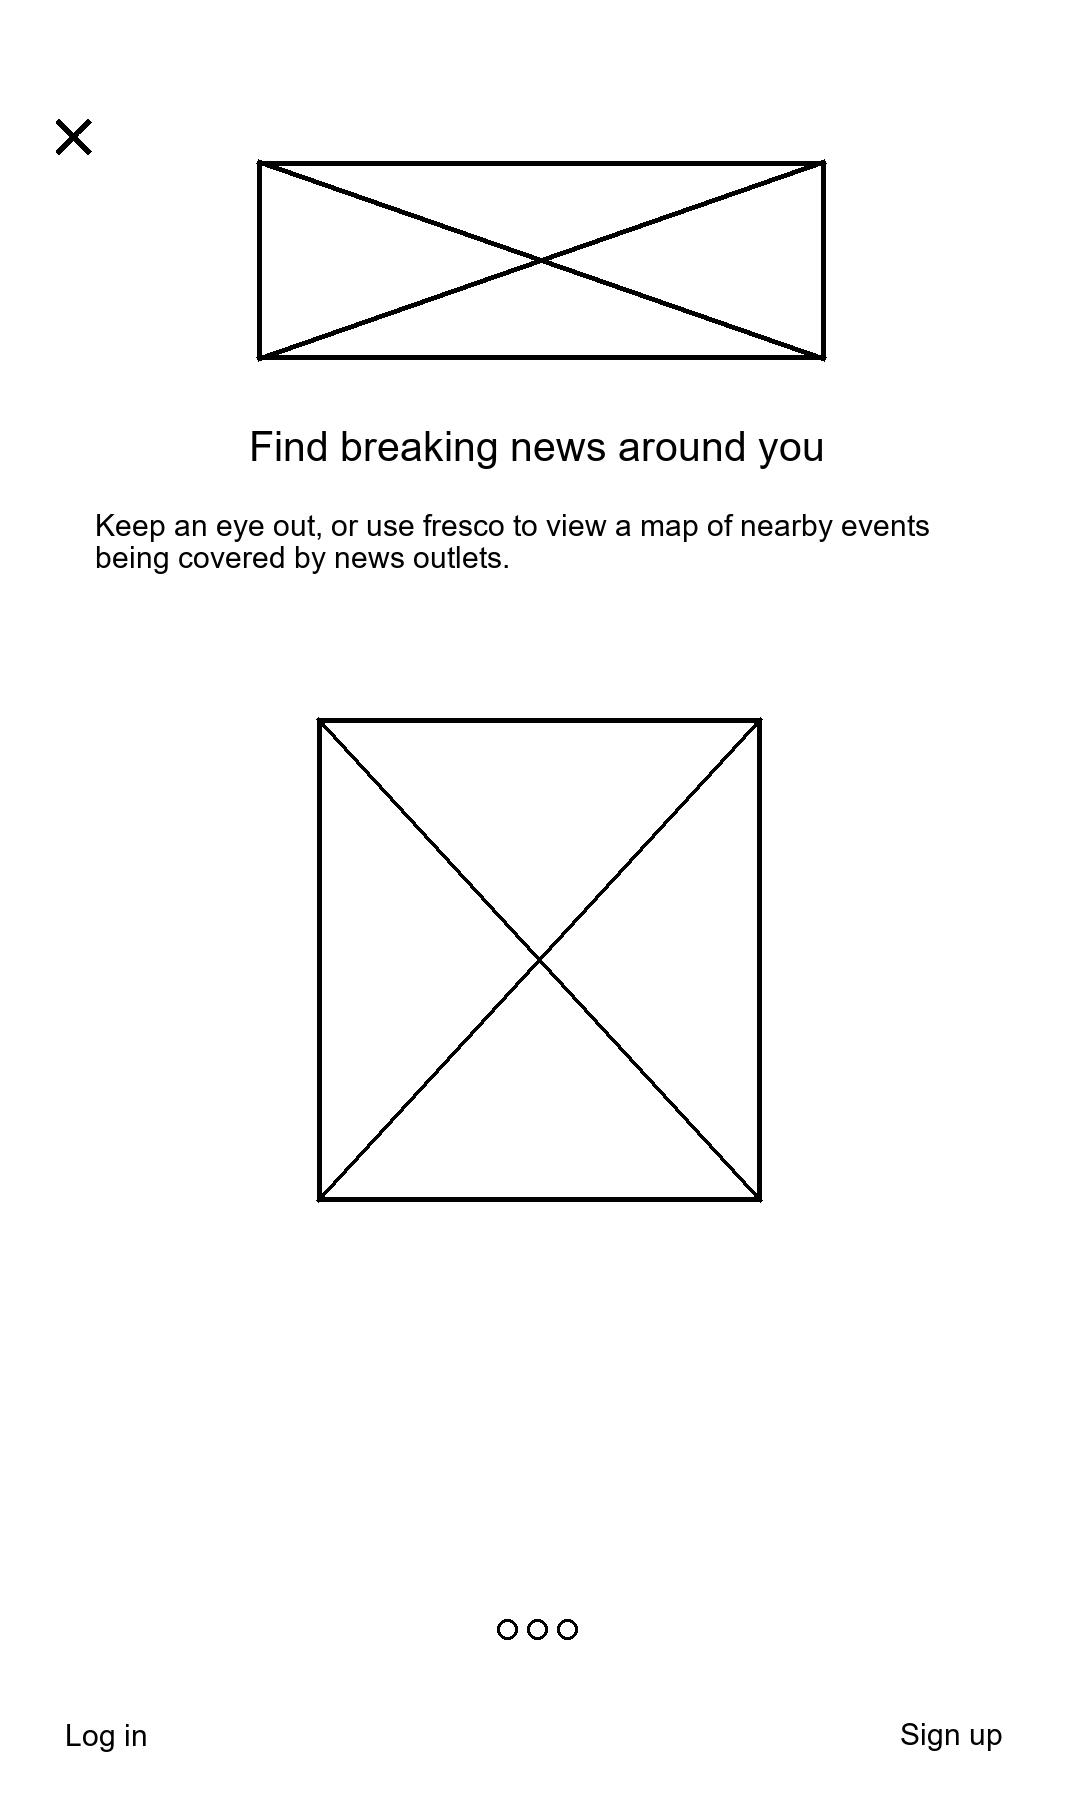 Find breaking news around you
Keep an eye out, or use fresco to view a map of nearby events
being covered by news outlets.
Log in
Sign up